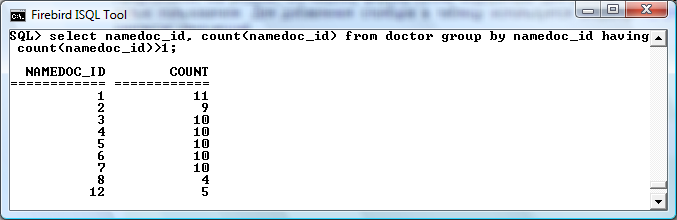 Firebird ISQL Tool
SQL> select namedoc_id, count(namedoc_id) from doctor group by namedoc_id having
count(namedoc_id)>>1;
NAMEDOC_ID COUNT
============ ============
1 11
2 9
3 10
4 10
5 10
6 10
7 10
8 4
12 5